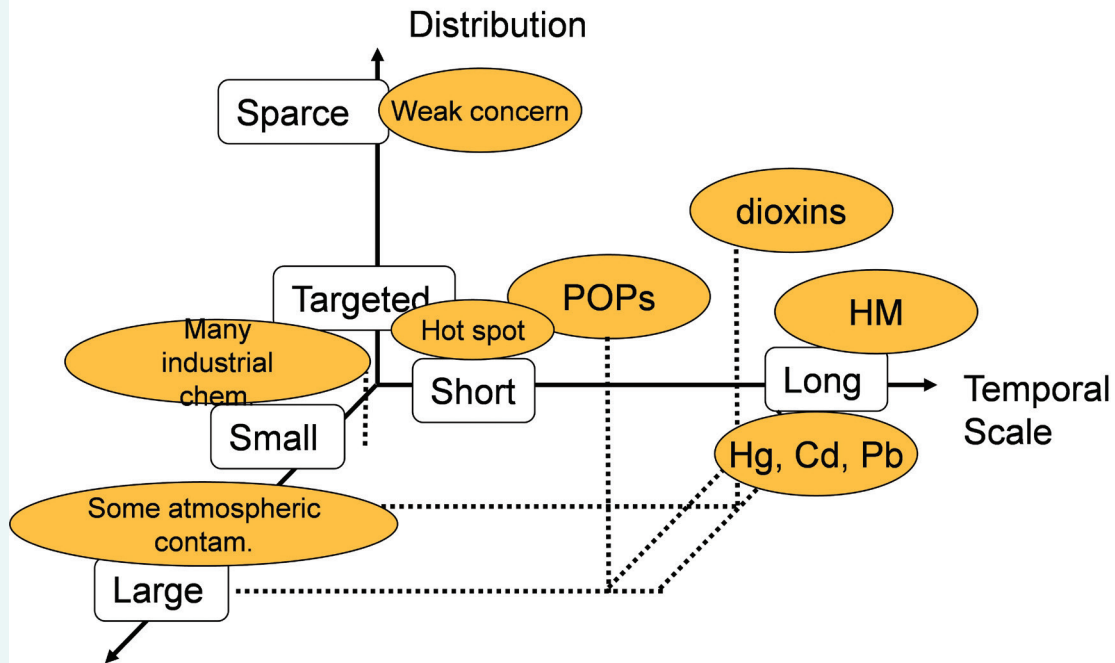 Distribution
Sparce
Weak concern
dioxins
Targeted
POPs
HM
Hot spot
Many
industrial
chem.
Short
Long
Temporal
Scale
Small
Hg, Cd, Pb
Some atmospheric
contam.
Large